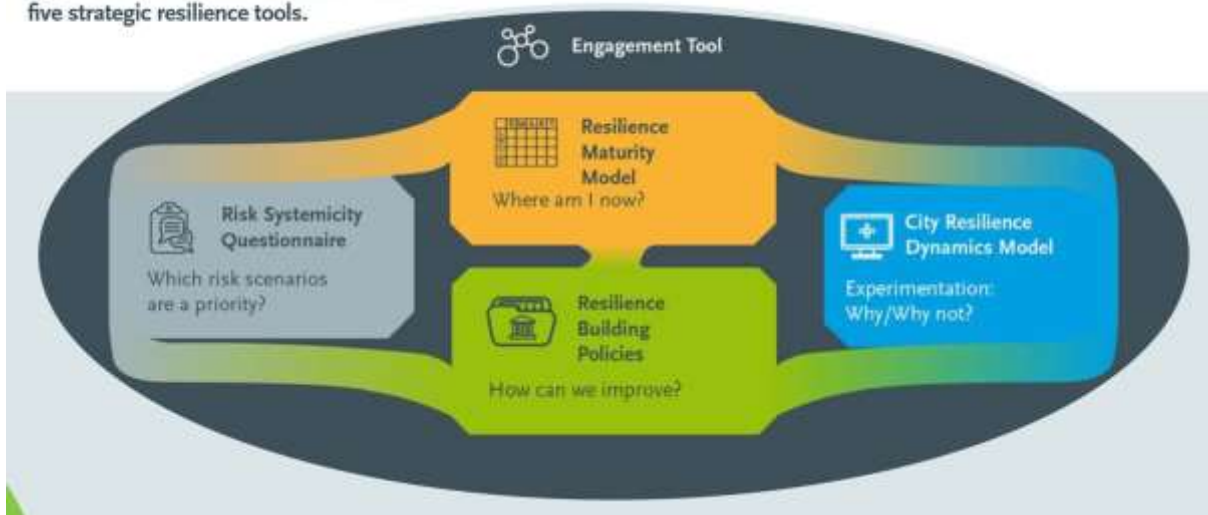 five strategic resilience tools.
Engagement Tool
Resilience
Maturity
Model
Where am I now?
Risk Systemicity
Questionnaire
Which risk scenarios
are a priority?
City Resilience
Dynamics Model
Experimentation:
Why/Why not?
Resilience
Building
Policies
How can we improve?